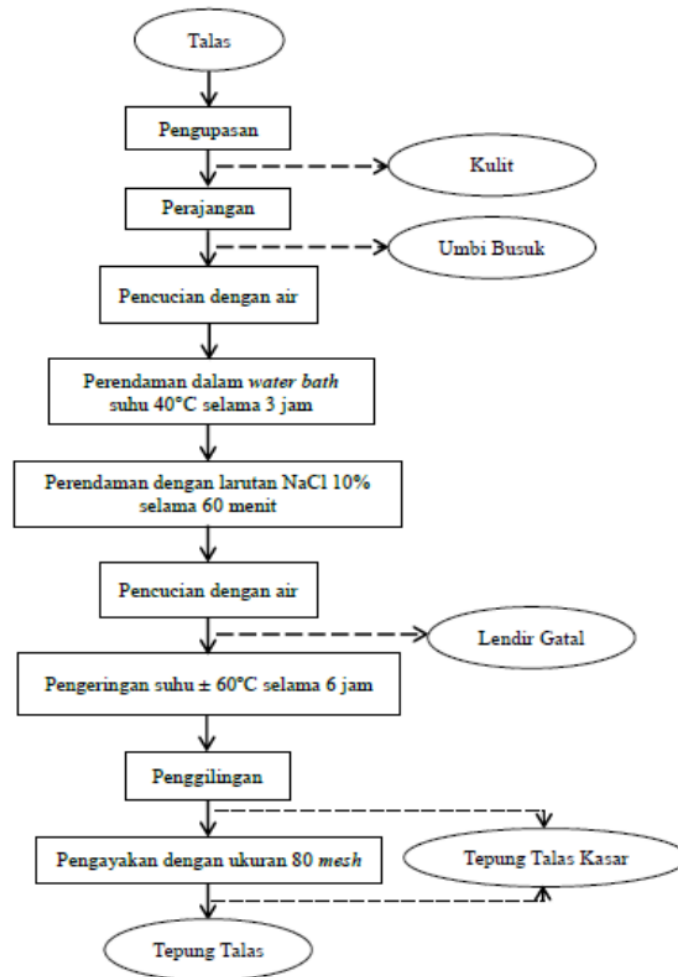 Talas
Pengupasan
Kulit
Perajangan
Umbi Busuk
Pencucian dengan air
Perendaman dalam water bath
suhu 40°C selama 3 jam
Perendaman dengan larutan NaCl 10%
selama 60 menit
Pencucian dengan air
Lendir Gatal
Pengeringan suhu ± 60°C selama 6 jam
Penggilingan
Pengayakan dengan ukuran 80 mesh
Tepung Talas Kasar
Tepung Talas